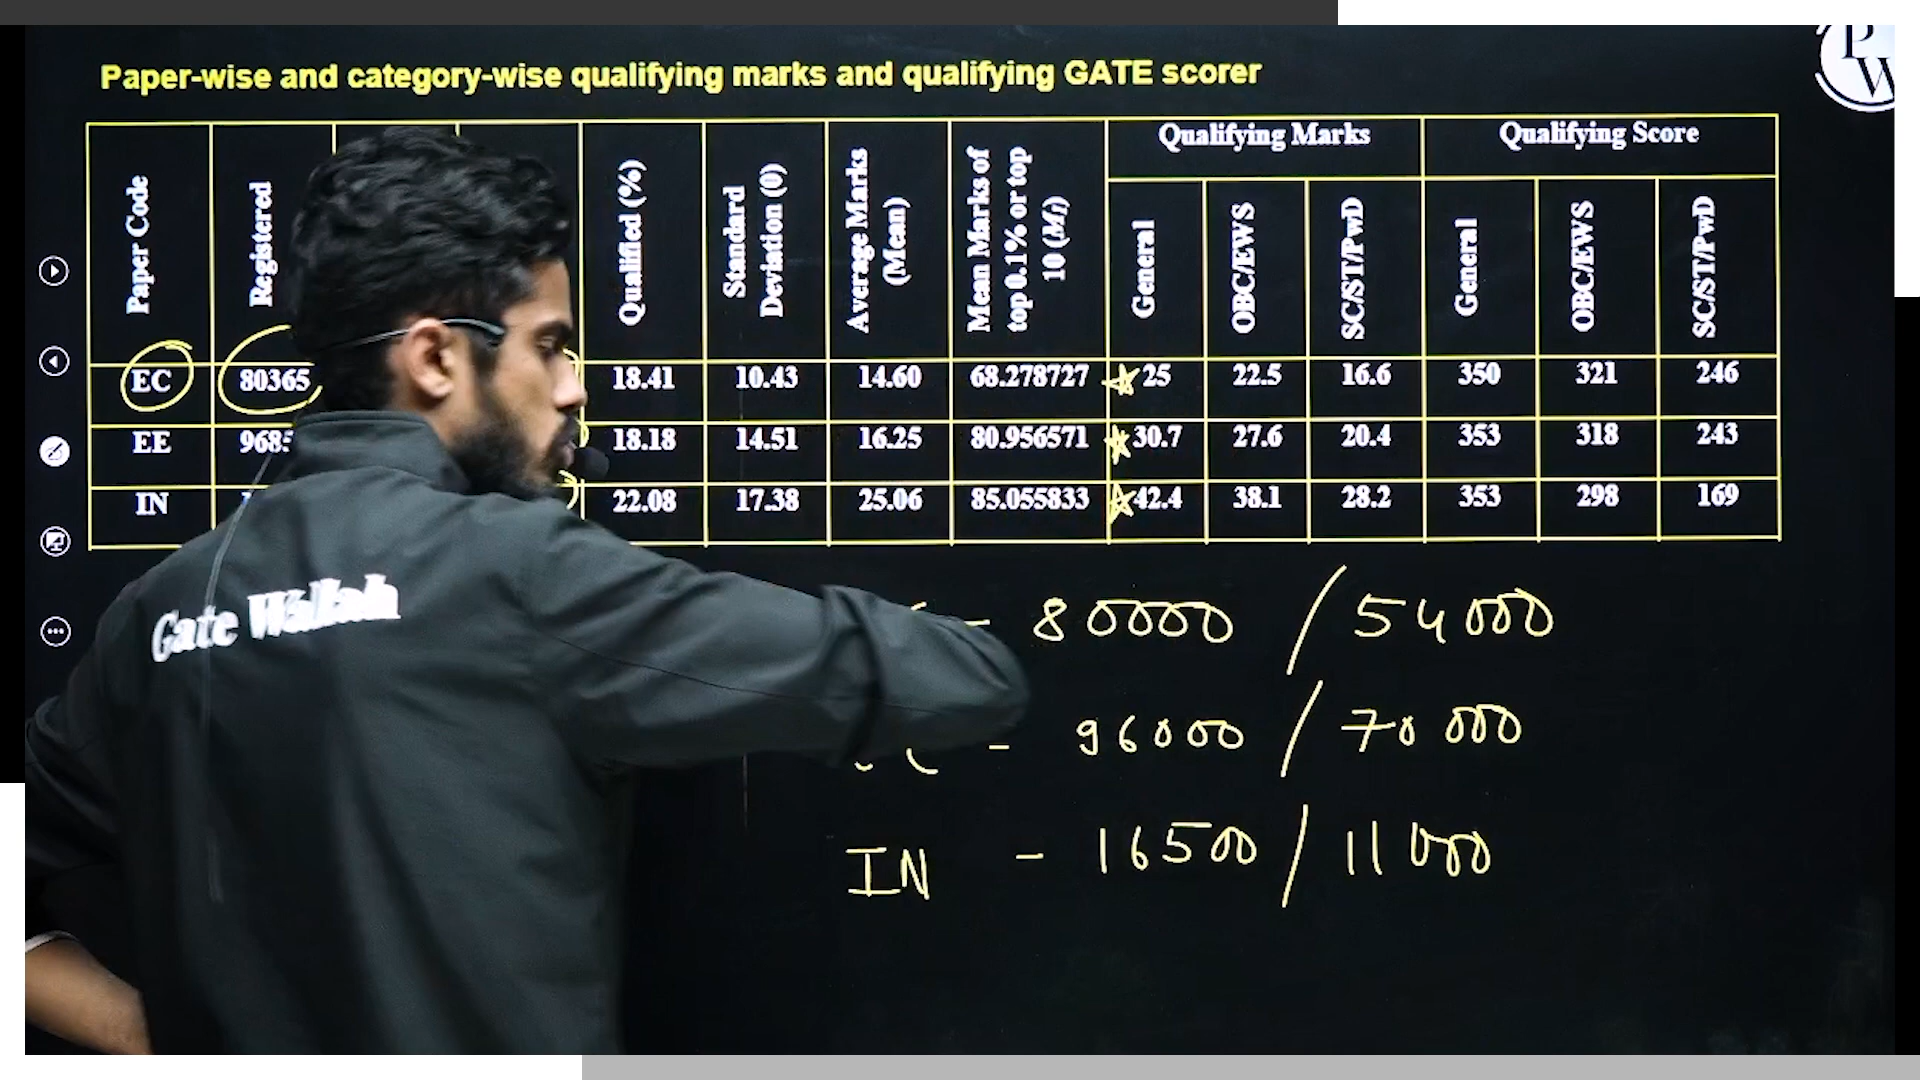 P
W
Paper-wise and category-wise qualifying marks and qualifying GATE scorer
Qualifying Marks Qualifying Score
Paper Code Registered Qualified (%) Standard Deviation (0) Average Marks (Mean) Mean Marks of top 0.1% or top 10 (M1) General OBC/EWS SC/ST/PwD General OBC/EWS SC/ST/PwD
EC 80365 18.41 10.43 14.60 68.278727 25 22.5 16.6 350 321 246
EE 18.18 14.51 16.25 80.956571 30.7 27.6 20.4 353 318 243
IN 22.08 17.38 25.06 85.055833 42.4 38.1 28.2 353 298 169
- 80000 / 54000
- 96000 / 70000
IN - 16500 / 11000
Gate Wallah